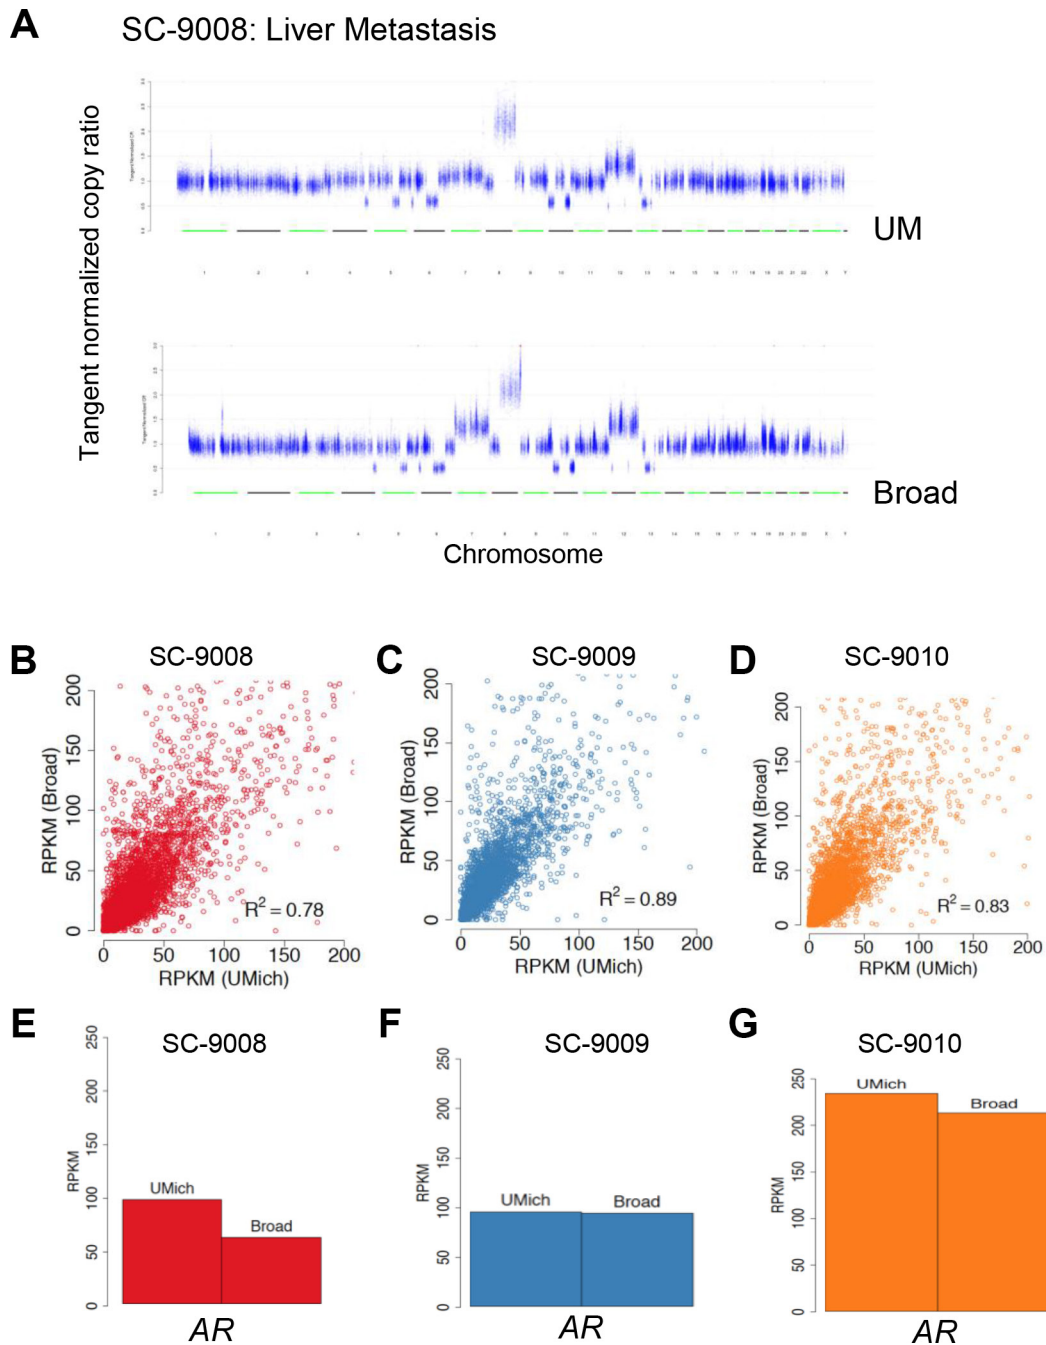 A
SC-9008: Liver Metastasis
Tangent normalized copy ratio
UM
Broad
Chromosome
B
SC-9008
RPKM (Broad)
200
150
100
50
0
R² = 0.78
0 50 100 150 200
RPKM (UMich)
C
SC-9009
RPKM (Broad)
200
150
100
50
0
R² = 0.89
0 50 100 150 200
RPKM (UMich)
D
SC-9010
RPKM (Broad)
200
150
100
50
0
R² = 0.83
0 50 100 150 200
RPKM (UMich)
E
SC-9008
RPKM
250
200
150
100
50
0
UMich
Broad
AR
F
SC-9009
RPKM
250
200
150
100
50
0
UMich
Broad
AR
G
SC-9010
RPKM
250
200
150
100
50
0
UMich
Broad
AR